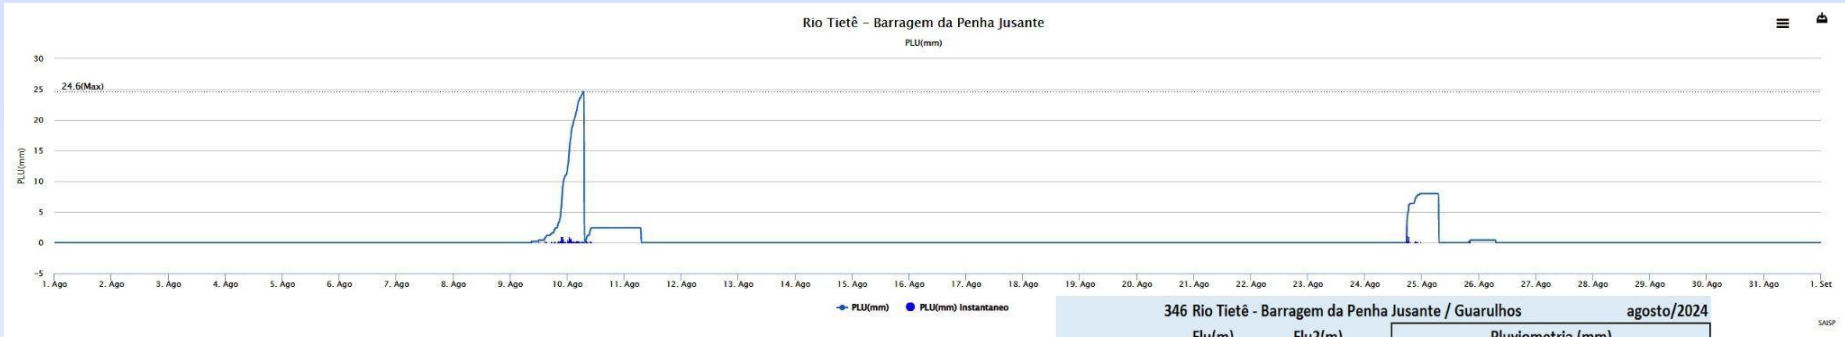 Rio Tietê - Barragem da Penha Jusante
PLU(mm)
30
24.6(Max)
25
20
15
10
5
0
-5
PLU(mm)
1. Ago 2. Ago 3. Ago 4. Ago 5. Ago 6. Ago 7. Ago 8. Ago 9. Ago 10. Ago 11. Ago 12. Ago 13. Ago 14. Ago 15. Ago 16. Ago 17. Ago 18. Ago 19. Ago 20. Ago 21. Ago 22. Ago 23. Ago 24. Ago 25. Ago 26. Ago 27. Ago 28. Ago 29. Ago 30. Ago 31. Ago 1. Set
PLU(mm) PLU(mm) Instantaneo
346 Rio Tietê - Barragem da Penha Jusante / Guarulhos agosto/2024
SAISP
Flu(m) Flu2(m) Pluviometria (mm)